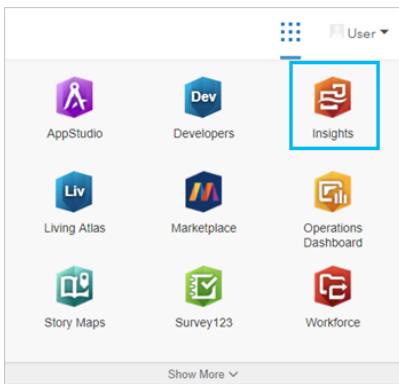 User
Dev
AppStudio
Developers
Insights
Liv
Living Atlas
Marketplace
Operations
Dashboard
Story Maps
Survey123
Workforce
Show More